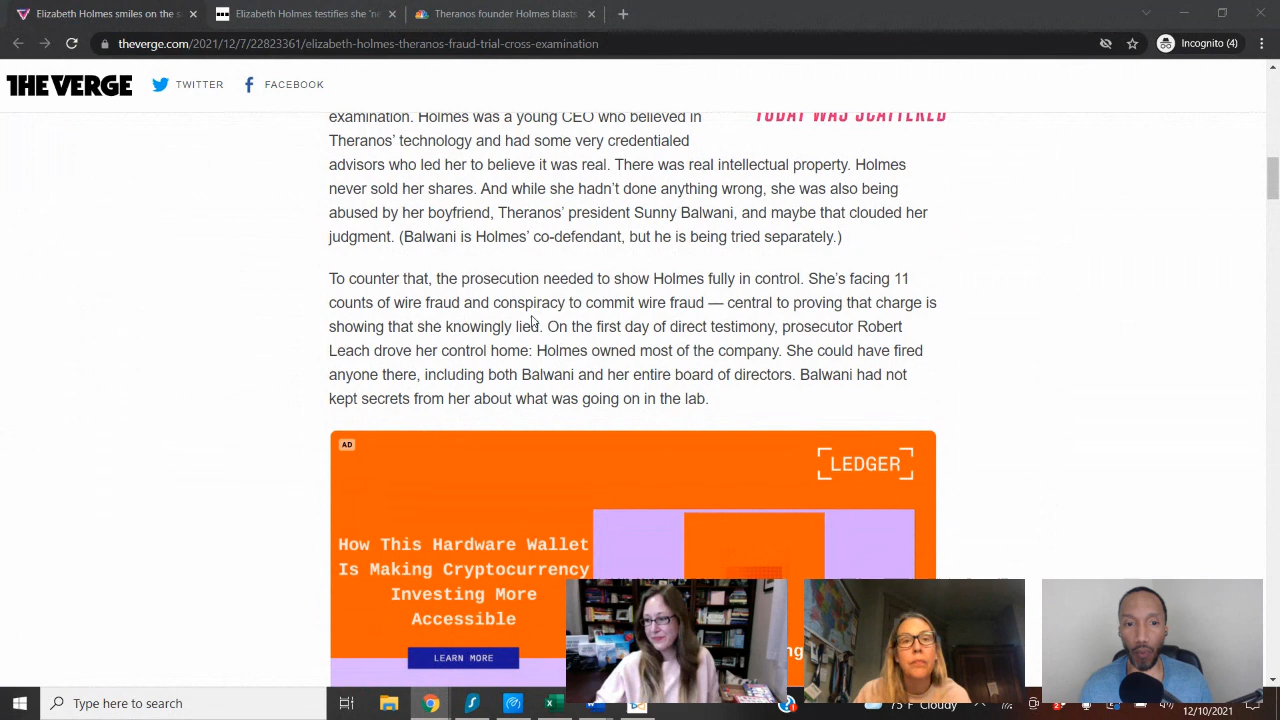 Elizabeth Holmes smiles on the s
Elizabeth Holmes testifies she 'ne
Theranos founder Holmes blasts
theverge.com/2021/12/7/22823361/elizabeth-holmes-theranos-fraud-trial-cross-examination
Incognito (4)
THE VERGE
TWITTER
FACEBOOK
TODAY WAS SCATTERED
examination. Holmes was a young CEO who believed in
Theranos' technology and had some very credentialed
advisors who led her to believe it was real. There was real intellectual property. Holmes
never sold her shares. And while she hadn't done anything wrong, she was also being
abused by her boyfriend, Theranos' president Sunny Balwani, and maybe that clouded her
judgment. (Balwani is Holmes' co-defendant, but he is being tried separately.)
To counter that, the prosecution needed to show Holmes fully in control. She's facing 11
counts of wire fraud and conspiracy to commit wire fraud — central to proving that charge is
showing that she knowingly lied. On the first day of direct testimony, prosecutor Robert
Leach drove her control home: Holmes owned most of the company. She could have fired
anyone there, including both Balwani and her entire board of directors. Balwani had not
kept secrets from her about what was going on in the lab.
AD
LEDGER
How This Hardware Wallet
Is Making Cryptocurrency
Investing More
Accessible
LEARN MORE
ng
Type here to search
75°F Cloudy
12/10/2021